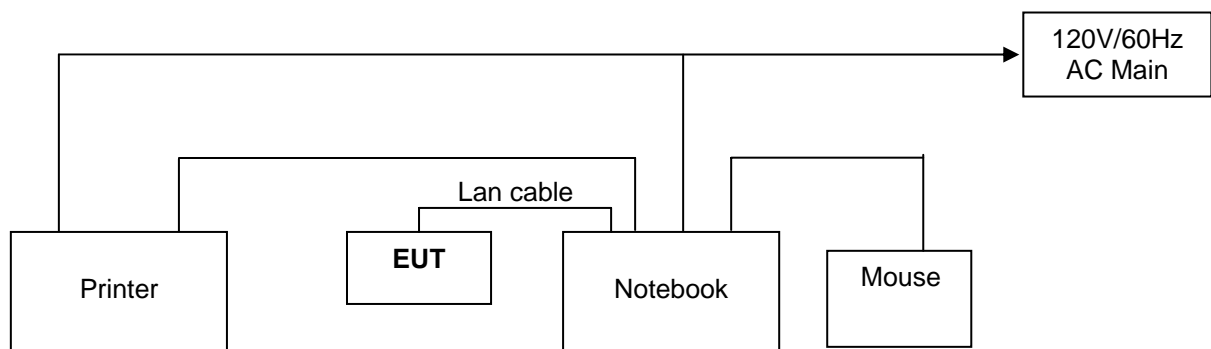 120V/60Hz
AC Main
Lan cable
EUT
Printer
Notebook
Mouse